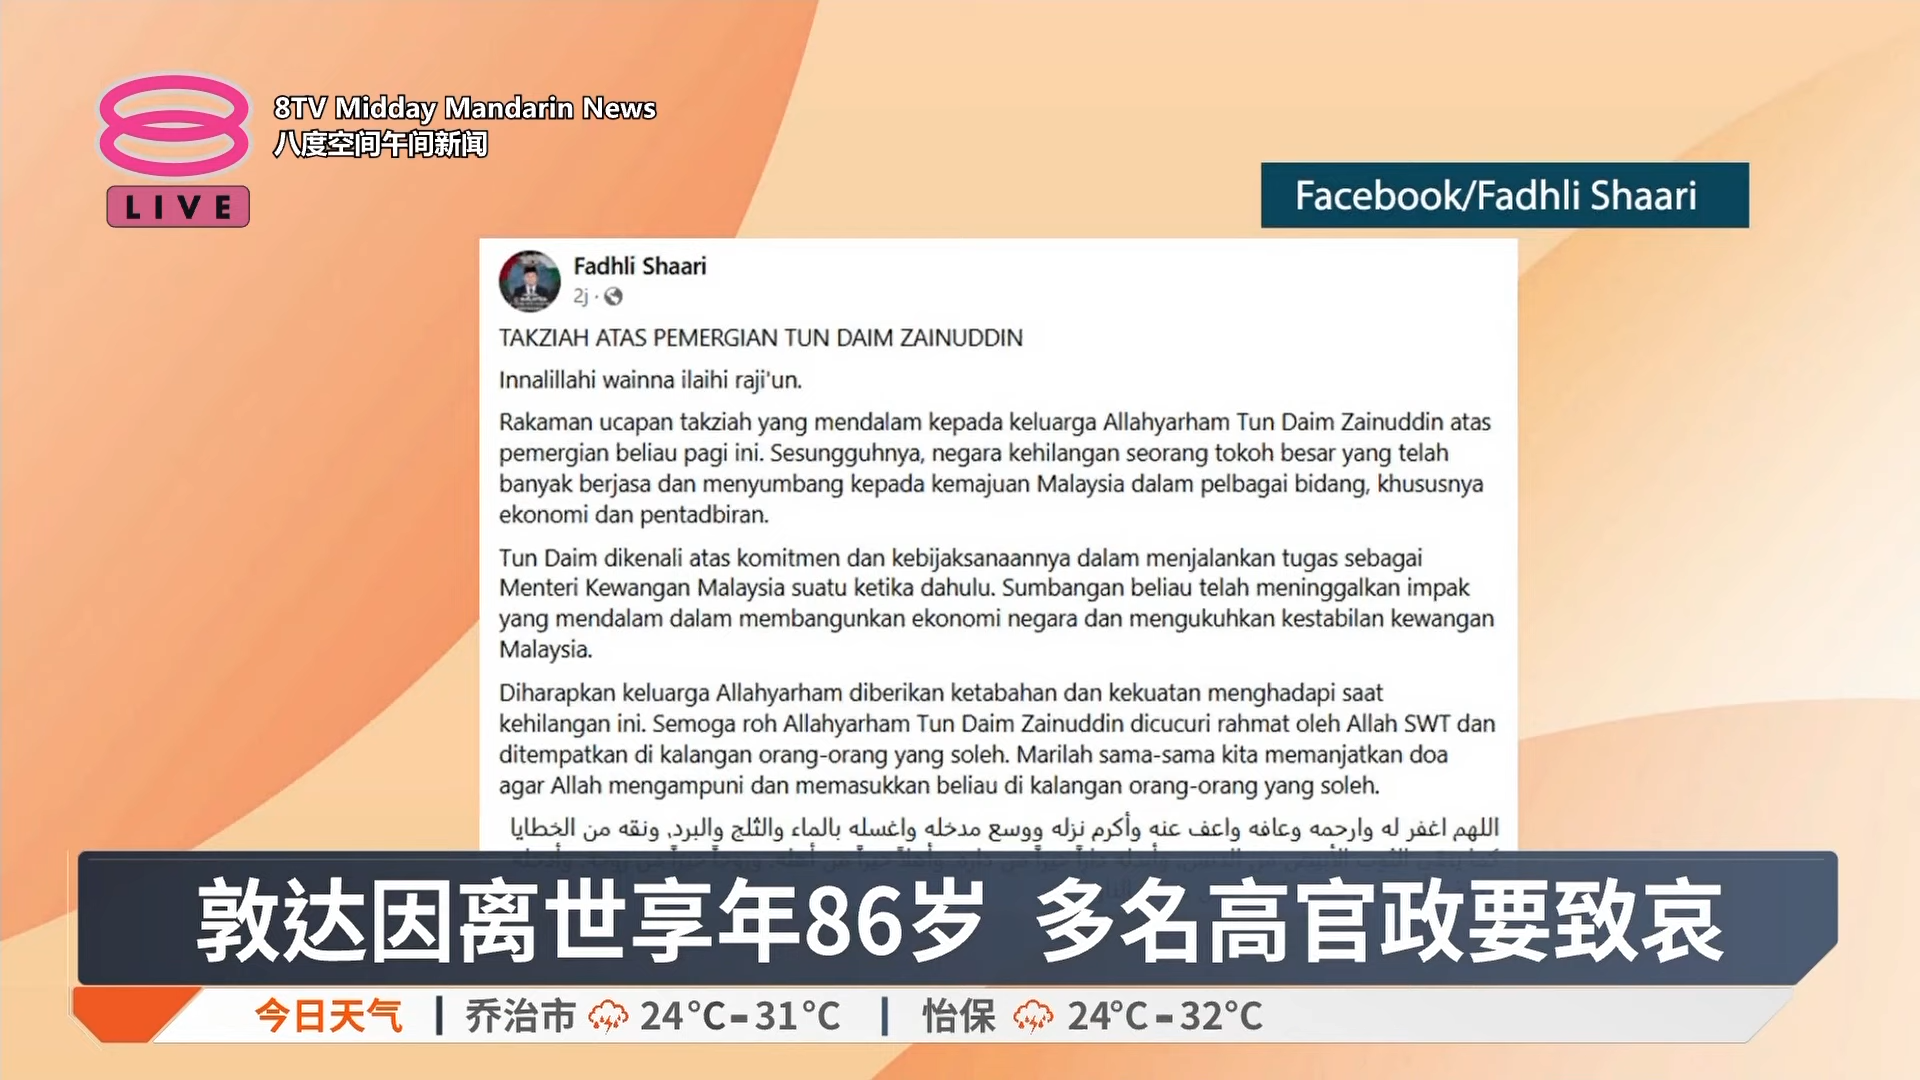 8TV Midday Mandarin News
八度空间午间新闻
LIVE
Facebook/Fadhli Shaari
Fadhli Shaari
2j ·
TAKZIAH ATAS PEMERGIAN TUN DAIM ZAINUDDIN
Innalillahi wainna ilaihi raji'un.
Rakaman ucapan takziah yang mendalam kepada keluarga Allahyarham Tun Daim Zainuddin atas
pemergian beliau pagi ini. Sesungguhnya, negara kehilangan seorang tokoh besar yang telah
banyak berjasa dan menyumbang kepada kemajuan Malaysia dalam pelbagai bidang, khususnya
ekonomi dan pentadbiran.
Tun Daim dikenali atas komitmen dan kebijaksanaannya dalam menjalankan tugas sebagai
Menteri Kewangan Malaysia suatu ketika dahulu. Sumbangan beliau telah meninggalkan impak
yang mendalam dalam membangunkan ekonomi negara dan mengukuhkan kestabilan kewangan
Malaysia.
Diharapkan keluarga Allahyarham diberikan ketabahan dan kekuatan menghadapi saat
kehilangan ini. Semoga roh Allahyarham Tun Daim Zainuddin dicucuri rahmat oleh Allah SWT dan
ditempatkan di kalangan orang-orang yang soleh. Marilah sama-sama kita memanjatkan doa
agar Allah mengampuni dan memasukkan beliau di kalangan orang-orang yang soleh.
اللهم اغفر له وارحمه وعافه واعف عنه وأكرم نزله ووسع مدخله واغسله بالماء والثلج والبرد, ونقه من الخطايا
敦达因离世享年86岁 多名高官政要致哀
今日天气 | 乔治市 24°C-31°C | 怡保 24°C-32°C